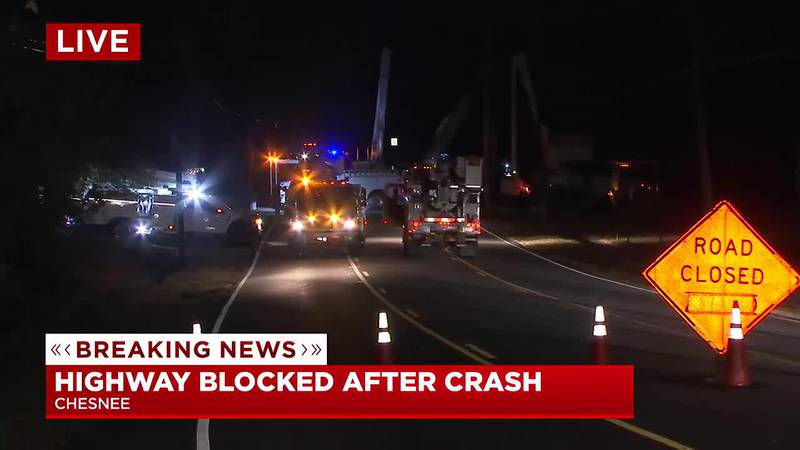 LIVE
ROAD
CLOSED
BREAKING NEWS
HIGHWAY BLOCKED AFTER CRASH
CHESNEE